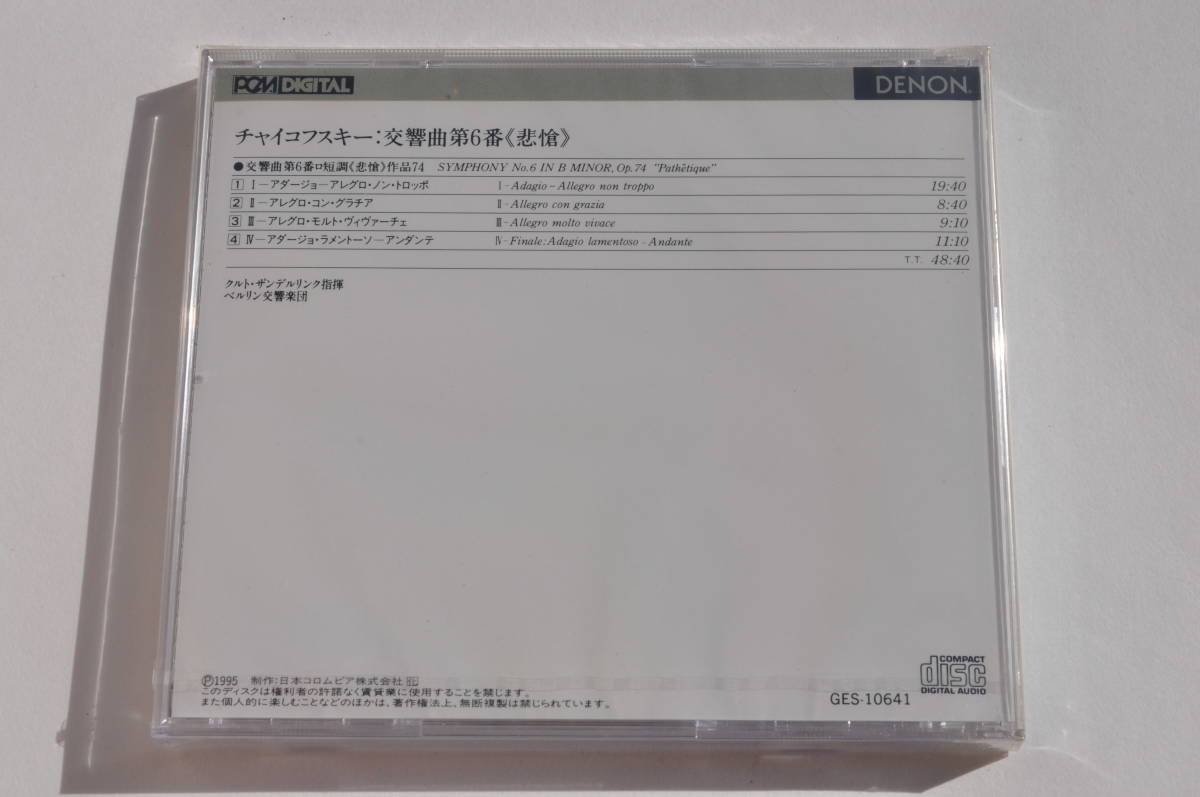 PCM DIGITAL DENON
チャイコフスキー:交響曲第6番《悲愴》
●交響曲第6番ロ短調《悲愴》作品74 SYMPHONY No.6 IN B MINOR, Op.74 "Pathêtique"
1 Ⅰ―アダージョ―アレグロ・ノン・トロッポ Ⅰ-Adagio-Allegro non troppo 19:40
2 Ⅱ―アレグロ・コン・グラチア Ⅱ-Allegro con grazia 8:40
3 Ⅲ―アレグロ・モルト・ヴィヴァーチェ Ⅲ-Allegro molto vivace 9:10
4 Ⅳ―アダージョ・ラメントーソ―アンダンテ Ⅳ-Finale: Adagio lamentoso-Andante 11:10
T.T. 48:40
クルト・ザンデルリンク指揮
ベルリン交響楽団
Ⓟ1995 制作:日本コロムビア株式会社
このディスクは権利者の許諾なく賃貸業に使用することを禁じます。
また個人的に楽しむことなどのほかは、著作権法上、無断複製は禁じられています。
COMPACT
disc
DIGITAL AUDIO
GES-10641